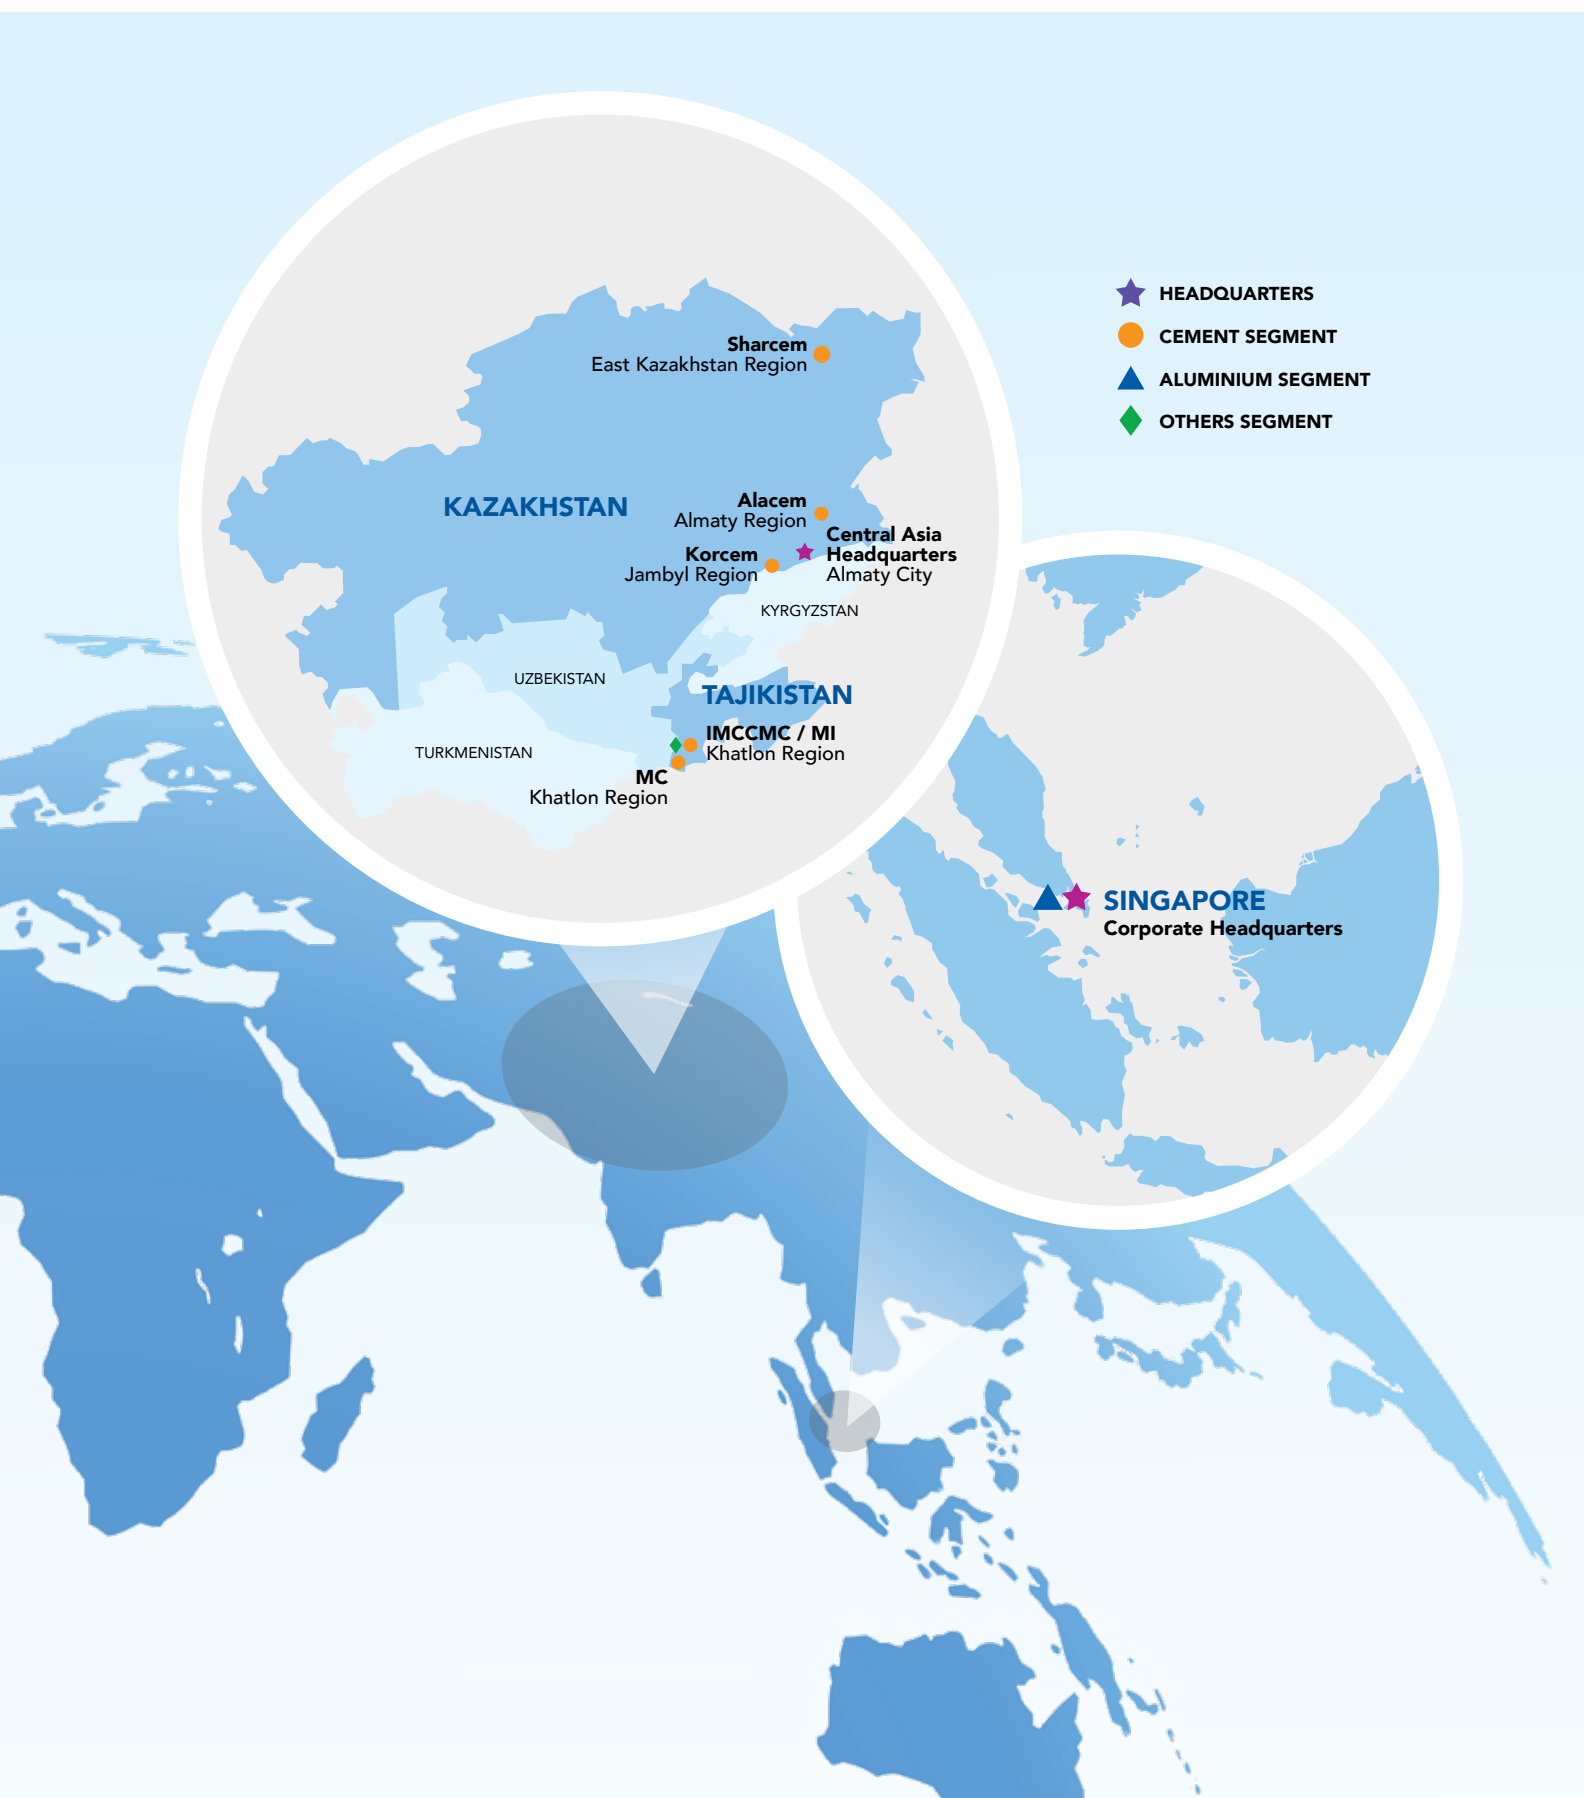 HEADQUARTERS
CEMENT SEGMENT
ALUMINIUM SEGMENT
OTHERS SEGMENT
Sharcem
East Kazakhstan Region
KAZAKHSTAN
Alacem
Almaty Region
Central Asia
Headquarters
Almaty City
Korcem
Jambyl Region
KYRGYZSTAN
UZBEKISTAN
TAJIKISTAN
IMCCMC / MI
Khatlon Region
TURKMENISTAN
MC
Khatlon Region
SINGAPORE
Corporate Headquarters